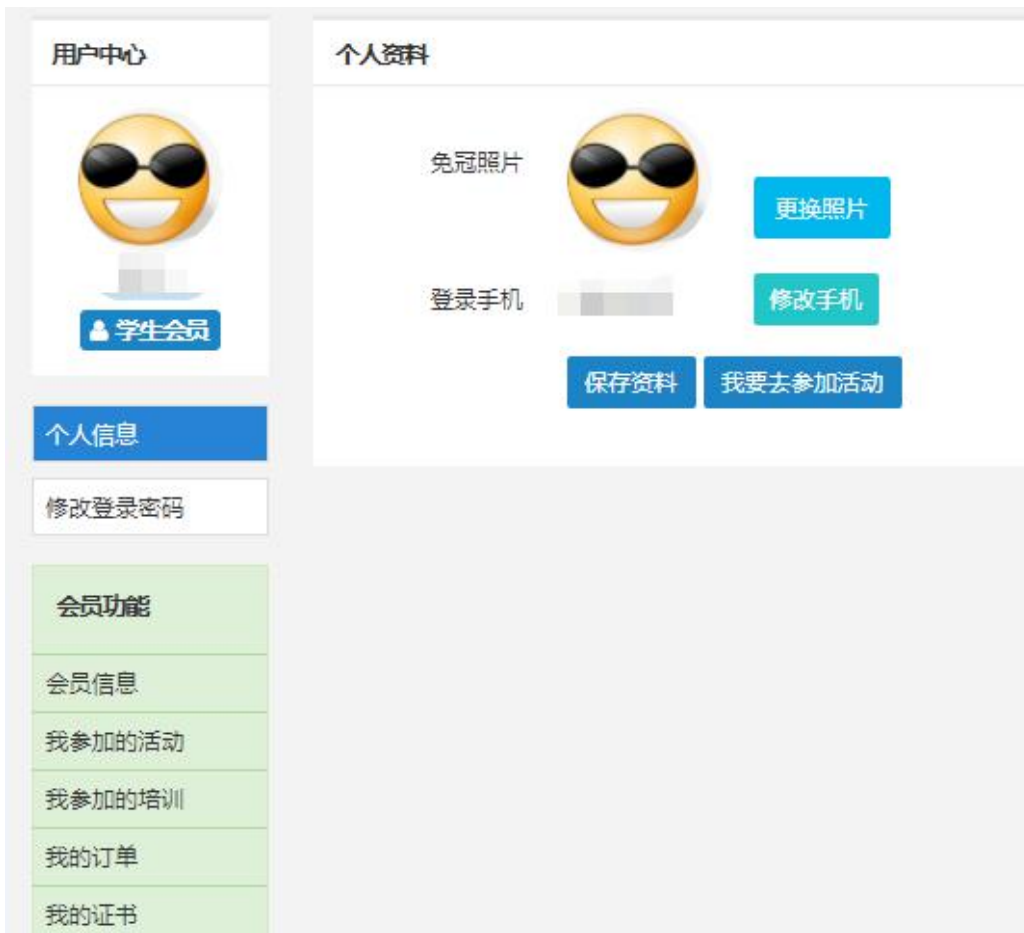 用户中心
学生会员
个人信息
修改登录密码
会员功能
会员信息
我参加的活动
我参加的培训
我的订单
我的证书
个人资料
免冠照片
更换照片
登录手机
修改手机
保存资料 我要去参加活动